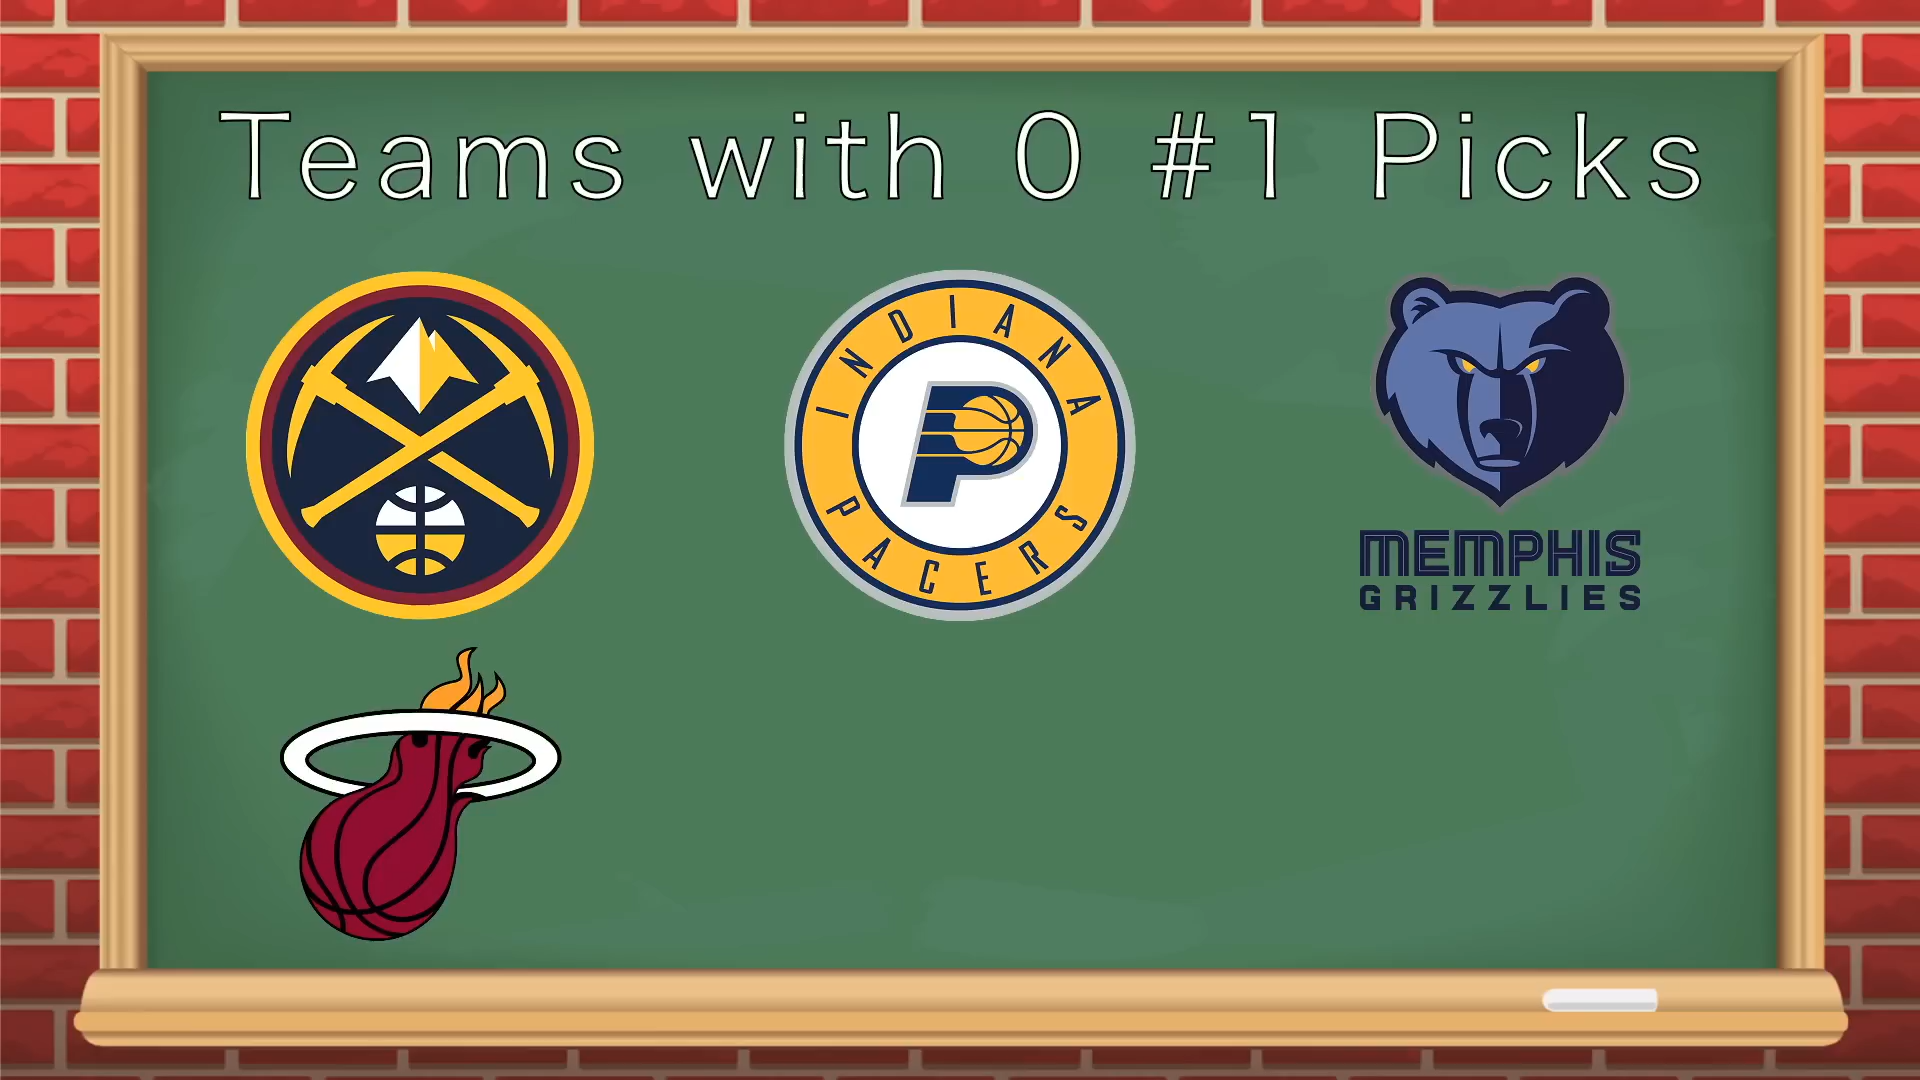 Teams with 0 #1 Picks
INDIANA
PACERS
P
MEMPHIS
GRIZZLIES